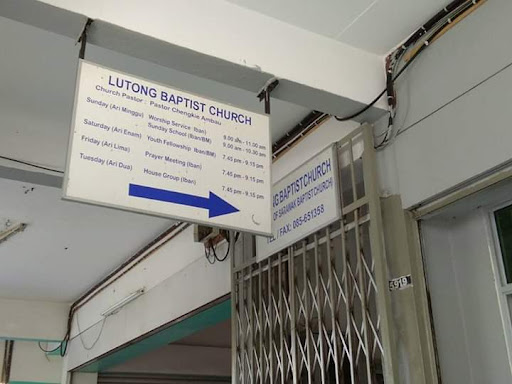 LUTONG BAPTIST CHURCH
Church Pastor : Pastor Chengkie Ambau
Sunday (Ari Minggu) Worship Service (Iban) 9.00 am - 11.00 am
Sunday School (Iban/BM) 9.00 am - 10.30 am
Saturday (Ari Enam) Youth Fellowship (Iban/BM) 7.45 pm - 9.15 pm
Friday (Ari Lima) Prayer Meeting (Iban) 7.45 pm - 9.15 pm
Tuesday (Ari Dua) House Group (Iban) 7.45 pm - 9.15 pm
NG BAPTIST CHURCH
OF SARAWAK BAPTIST CHURCH)
TEL / FAX: 085-651358